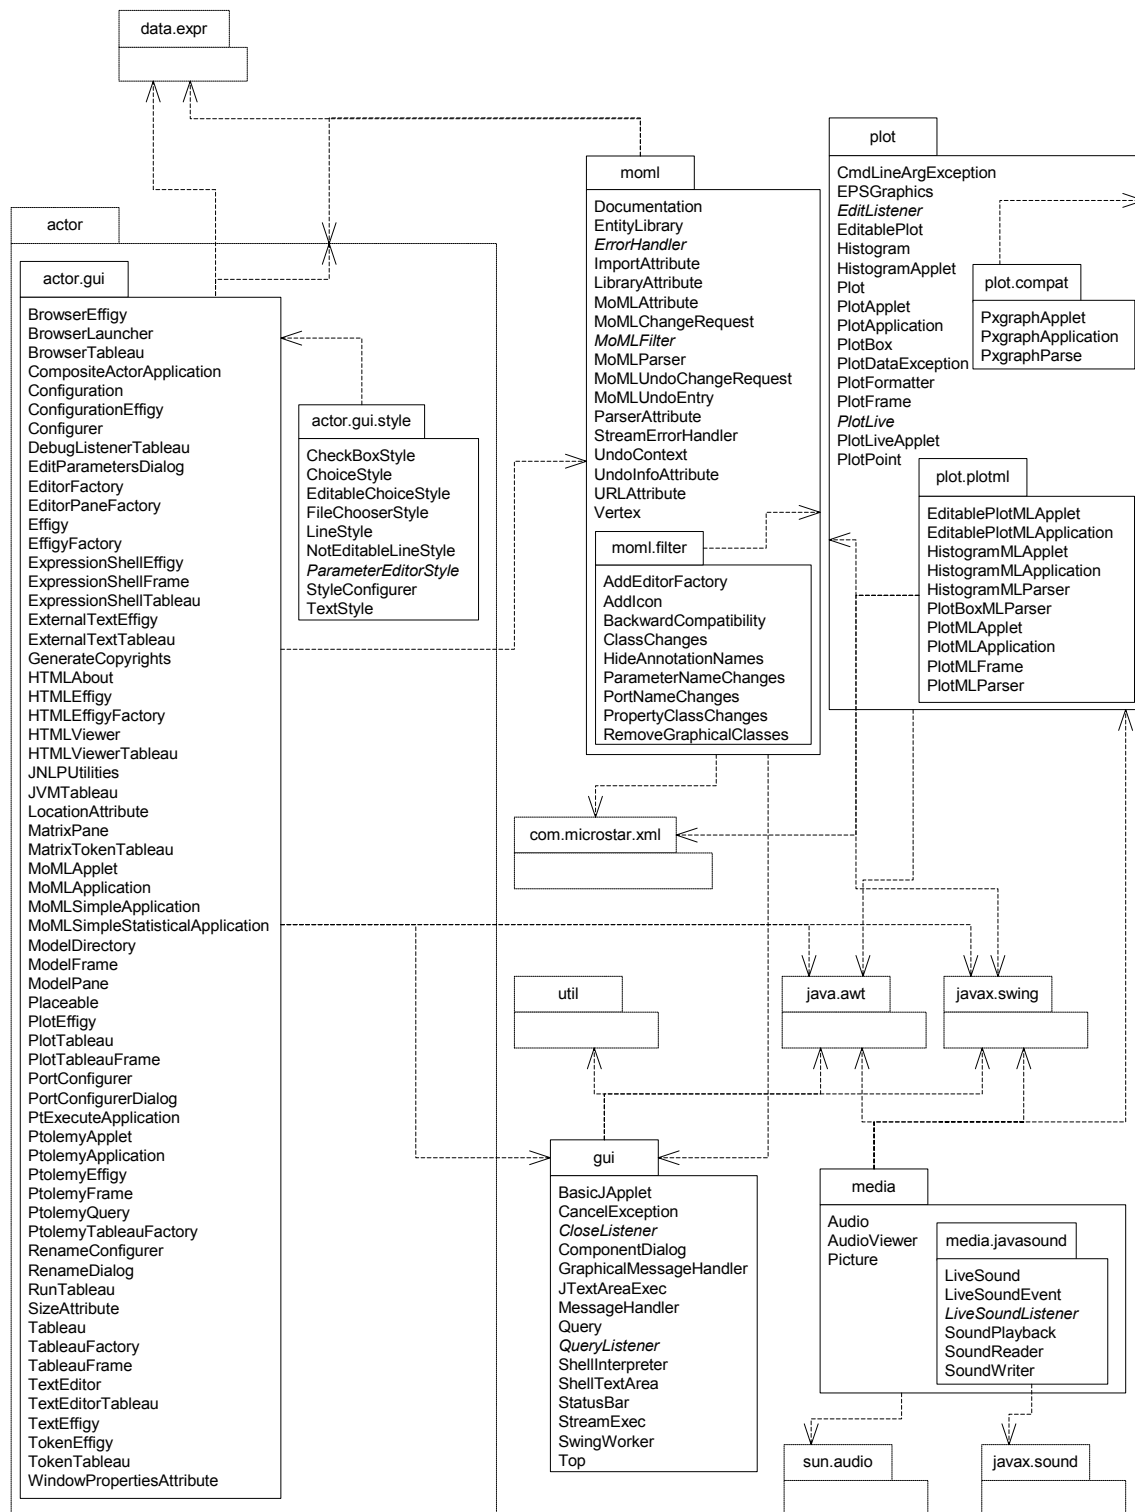 data.expr
actor
actor.gui
BrowserEffigy
BrowserLauncher
BrowserTableau
CompositeActorApplication
Configuration
ConfigurationEffigy
Configurer
DebugListenerTableau
EditParametersDialog
EditorFactory
EditorPaneFactory
Effigy
EffigyFactory
ExpressionShellEffigy
ExpressionShellFrame
ExpressionShellTableau
ExternalTextEffigy
ExternalTextTableau
GenerateCopyrights
HTMLAbout
HTMLEffigy
HTMLEffigyFactory
HTMLViewer
HTMLViewerTableau
JNLPUtilities
JVMTableau
LocationAttribute
MatrixPane
MatrixTokenTableau
MoMLApplet
MoMLApplication
MoMLSimpleApplication
MoMLSimpleStatisticalApplication
ModelDirectory
ModelFrame
ModelPane
Placeable
PlotEffigy
PlotTableau
PlotTableauFrame
PortConfigurer
PortConfigurerDialog
PtExecuteApplication
PtolemyApplet
PtolemyApplication
PtolemyEffigy
PtolemyFrame
PtolemyQuery
PtolemyTableauFactory
RenameConfigurer
RenameDialog
RunTableau
SizeAttribute
Tableau
TableauFactory
TableauFrame
TextEditor
TextEditorTableau
TextEffigy
TokenEffigy
TokenTableau
WindowPropertiesAttribute
actor.gui.style
CheckBoxStyle
ChoiceStyle
EditableChoiceStyle
FileChooserStyle
LineStyle
NotEditableLineStyle
ParameterEditorStyle
StyleConfigurer
TextStyle
moml
Documentation
EntityLibrary
ErrorHandler
ImportAttribute
LibraryAttribute
MoMLAttribute
MoMLChangeRequest
MoMLFilter
MoMLParser
MoMLUndoChangeRequest
MoMLUndoEntry
ParserAttribute
StreamErrorHandler
UndoContext
UndoInfoAttribute
URLAttribute
Vertex
moml.filter
AddEditorFactory
AddIcon
BackwardCompatibility
ClassChanges
HideAnnotationNames
ParameterNameChanges
PortNameChanges
PropertyClassChanges
RemoveGraphicalClasses
plot
CmdLineArgException
EPSGraphics
EditListener
EditablePlot
Histogram
HistogramApplet
Plot
PlotApplet
PlotApplication
PlotBox
PlotDataException
PlotFormatter
PlotFrame
PlotLive
PlotLiveApplet
PlotPoint
plot.compat
PxgraphApplet
PxgraphApplication
PxgraphParse
plot.plotml
EditablePlotMLApplet
EditablePlotMLApplication
HistogramMLApplet
HistogramMLApplication
HistogramMLParser
PlotBoxMLParser
PlotMLApplet
PlotMLApplication
PlotMLFrame
PlotMLParser
com.microstar.xml
util
java.awt
javax.swing
gui
BasicJApplet
CancelException
CloseListener
ComponentDialog
GraphicalMessageHandler
JTextAreaExec
MessageHandler
Query
QueryListener
ShellInterpreter
ShellTextArea
StatusBar
StreamExec
SwingWorker
Top
media
Audio
AudioViewer
Picture
media.javasound
LiveSound
LiveSoundEvent
LiveSoundListener
SoundPlayback
SoundReader
SoundWriter
sun.audio
javax.sound